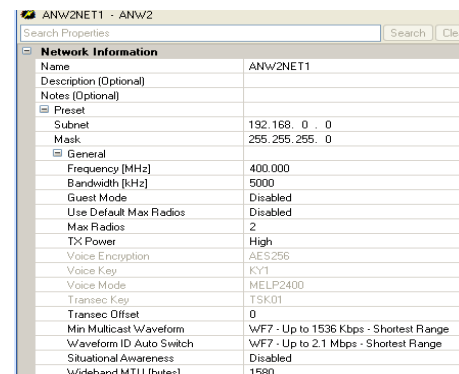 ANW2NET1 - ANW2
Search Properties Search Cle
Network Information
Name ANW2NET1
Description (Optional)
Notes (Optional)
Preset
Subnet 192.168. 0 . 0
Mask 255.255.255. 0
General
Frequency [MHz] 400.000
Bandwidth [kHz] 5000
Guest Mode Disabled
Use Default Max Radios Disabled
Max Radios 2
TX Power High
Voice Encryption AES256
Voice Key KY1
Voice Mode MELP2400
Transec Key TSK01
Transec Offset 0
Min Multicast Waveform WF7 - Up to 1536 Kbps - Shortest Range
Waveform ID Auto Switch WF7 - Up to 2.1 Mbps - Shortest Range
Situational Awareness Disabled
Wideband MTU [bytes] 1580